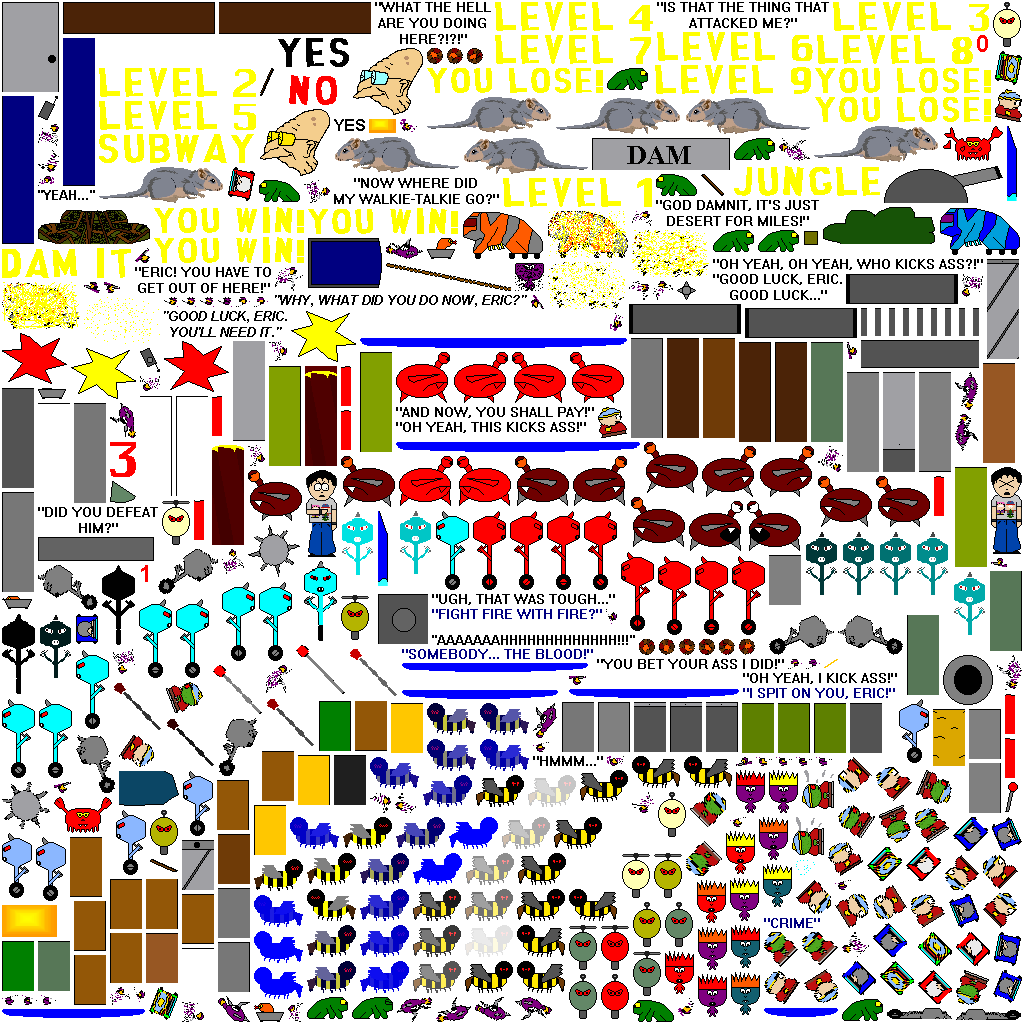 "WHAT THE HELL
ARE YOU DOING
HERE?!?!"
LEVEL 4
"IS THAT THE THING THAT
ATTACKED ME?"
LEVEL 3
YES
NO
LEVEL 7
LEVEL 6
LEVEL 8
0
LEVEL 2
YOU LOSE!
LEVEL 9
YOU LOSE!
LEVEL 5
YES
YOU LOSE!
SUBWAY
DAM
"YEAH..."
"NOW WHERE DID
MY WALKIE-TALKIE GO?"
LEVEL 1
JUNGLE
"GOD DAMNIT, IT'S JUST
DESERT FOR MILES!"
YOU WIN!
YOU WIN!
YOU WIN!
DAM IT
"ERIC! YOU HAVE TO
GET OUT OF HERE!"
"OH YEAH, OH YEAH, WHO KICKS ASS?!"
"GOOD LUCK, ERIC.
GOOD LUCK..."
"WHY, WHAT DID YOU DO NOW, ERIC?"
"GOOD LUCK, ERIC.
YOU'LL NEED IT."
"AND NOW, YOU SHALL PAY!"
"OH YEAH, THIS KICKS ASS!"
3
"DID YOU DEFEAT
HIM?"
1
"UGH, THAT WAS TOUGH..."
"FIGHT FIRE WITH FIRE?"
"AAAAAAAHHHHHHHHHHHHH!!!"
"SOMEBODY... THE BLOOD!"
"YOU BET YOUR ASS I DID!"
"OH YEAH, I KICK ASS!"
"I SPIT ON YOU, ERIC!"
"HMMM..."
"CRIME"